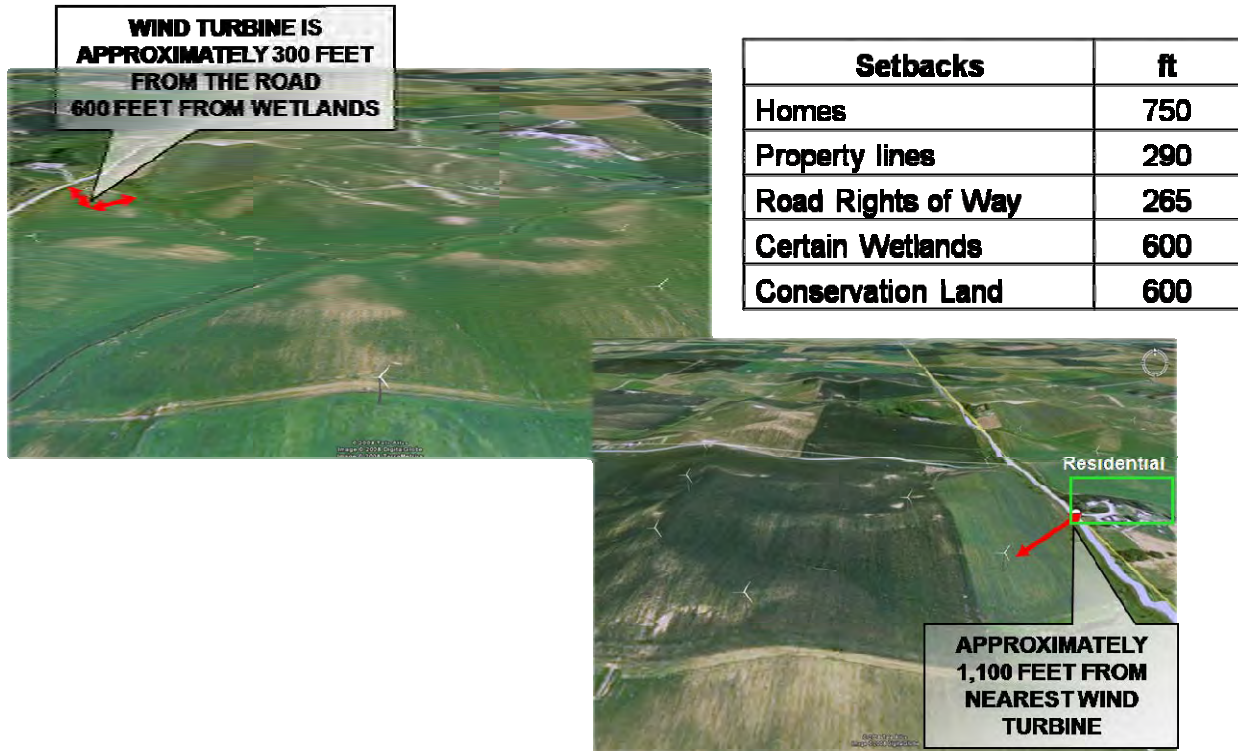 WIND TURBINE IS
APPROXIMATELY 300 FEET
FROM THE ROAD
600 FEET FROM WETLANDS
Setbacks ft
Homes 750
Property lines 290
Road Rights of Way 265
Certain Wetlands 600
Conservation Land 600
Residential
APPROXIMATELY
1,100 FEET FROM
NEAREST WIND
TURBINE